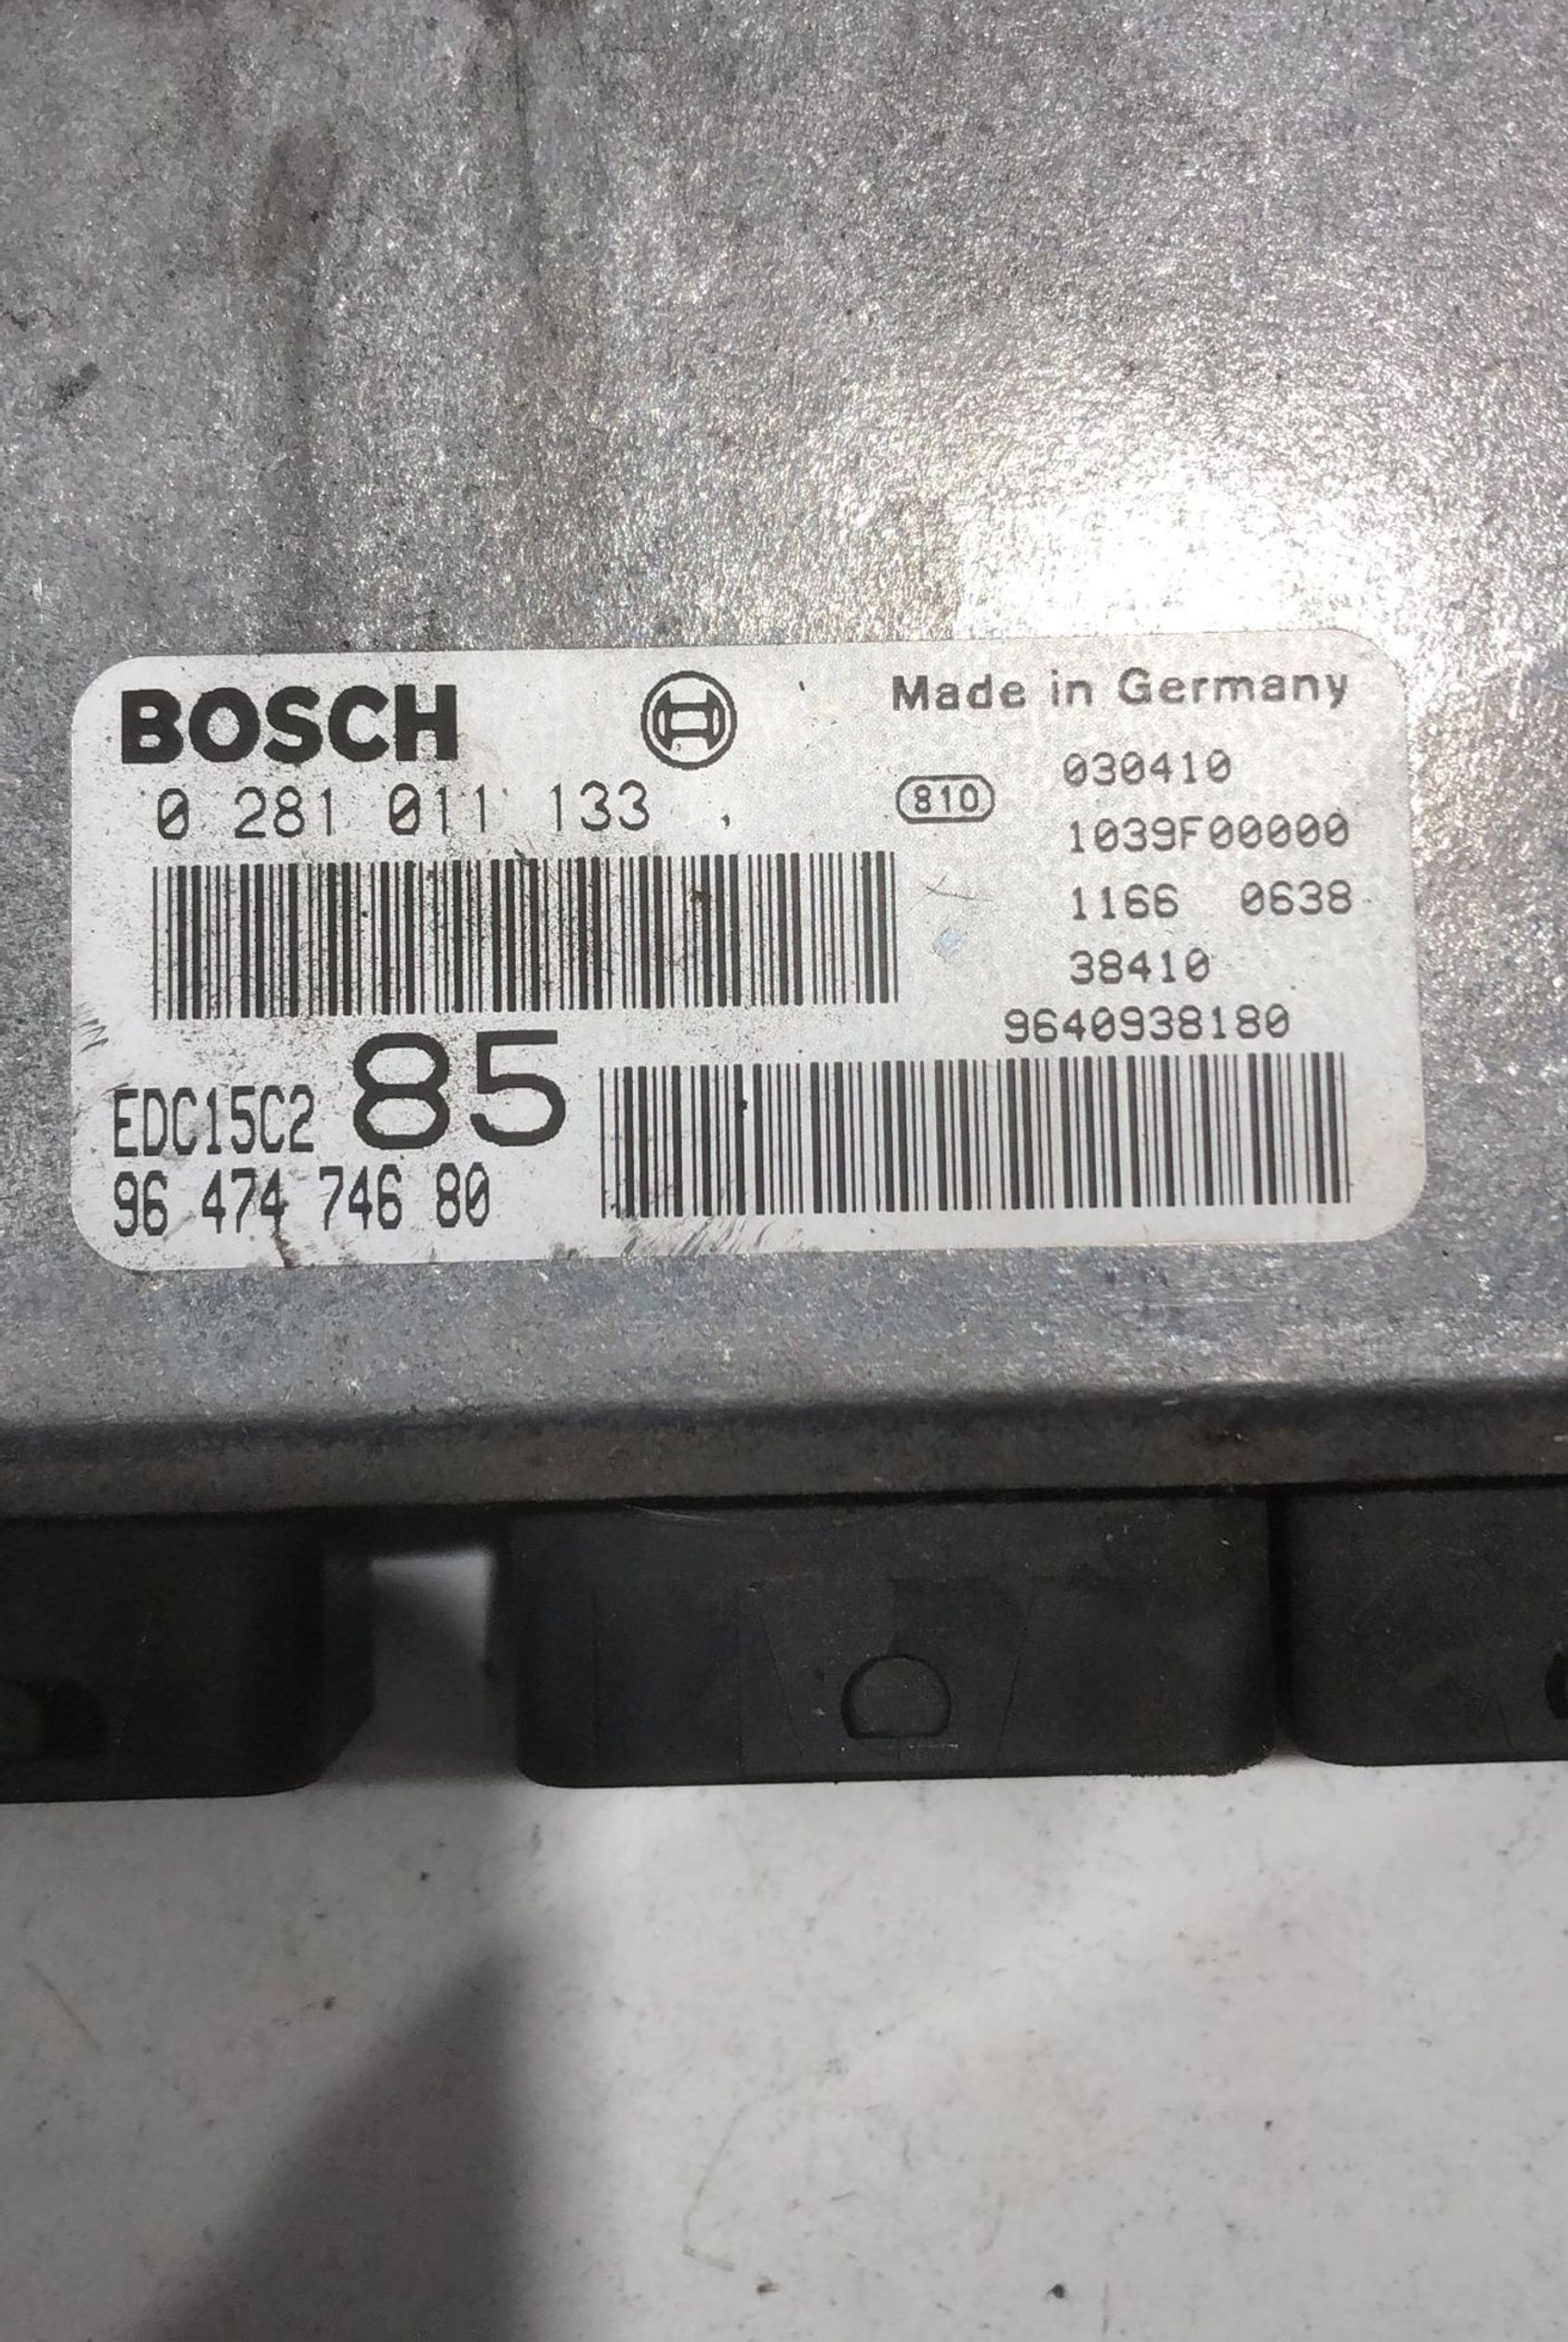 BOSCH
Made in Germany
0 281 011 133
810
030410
1039F00000
1166 0638
38410
9640938180
EDC15C2 85
96 474 746 80